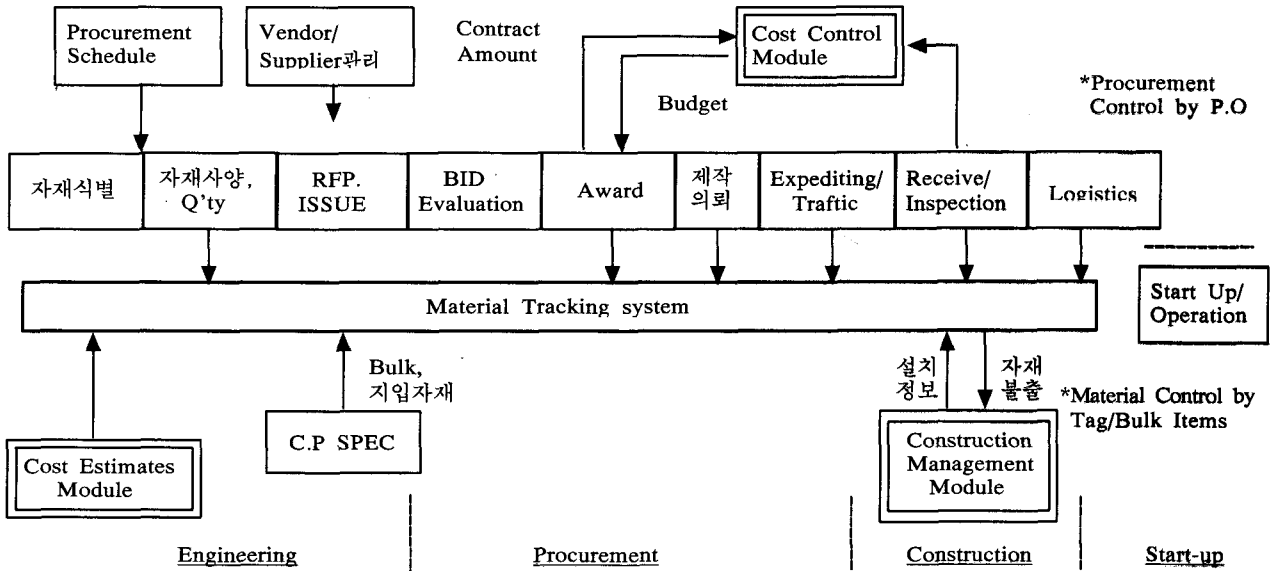 Procurement
Schedule
Vendor/
Supplier관리
Contract
Amount
Cost Control
Module
Budget
*Procurement
Control by P.O
자재식별
자재사양,
Q'ty
RFP.
ISSUE
BID
Evaluation
Award
제작
의뢰
Expediting/
Traftic
Receive/
Inspection
Logistics
Material Tracking system
Start Up/
Operation
Bulk,
지입자재
설치
정보
자재
불출
*Material Control by
Tag/Bulk Items
C.P SPEC
Cost Estimates
Module
Construction
Management
Module
Engineering
Procurement
Construction
Start-up